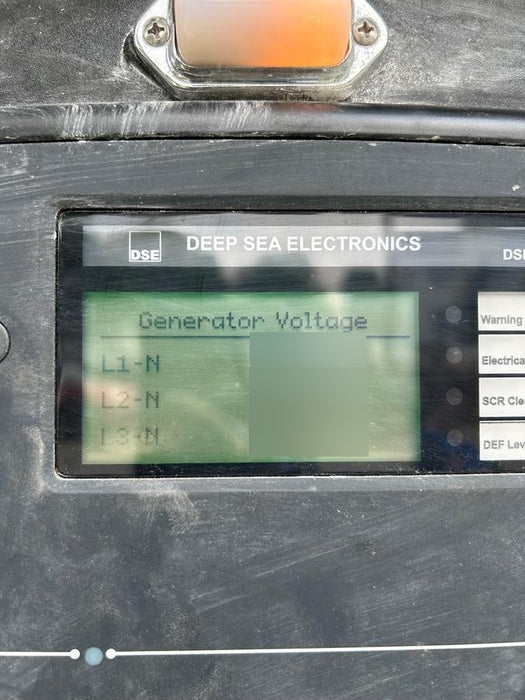 DSE
DEEP SEA ELECTRONICS
DSE
Generator Voltage
L1-N
L2-N
L3-N
Warning
Electrica
SCR Cle
DEF Lev